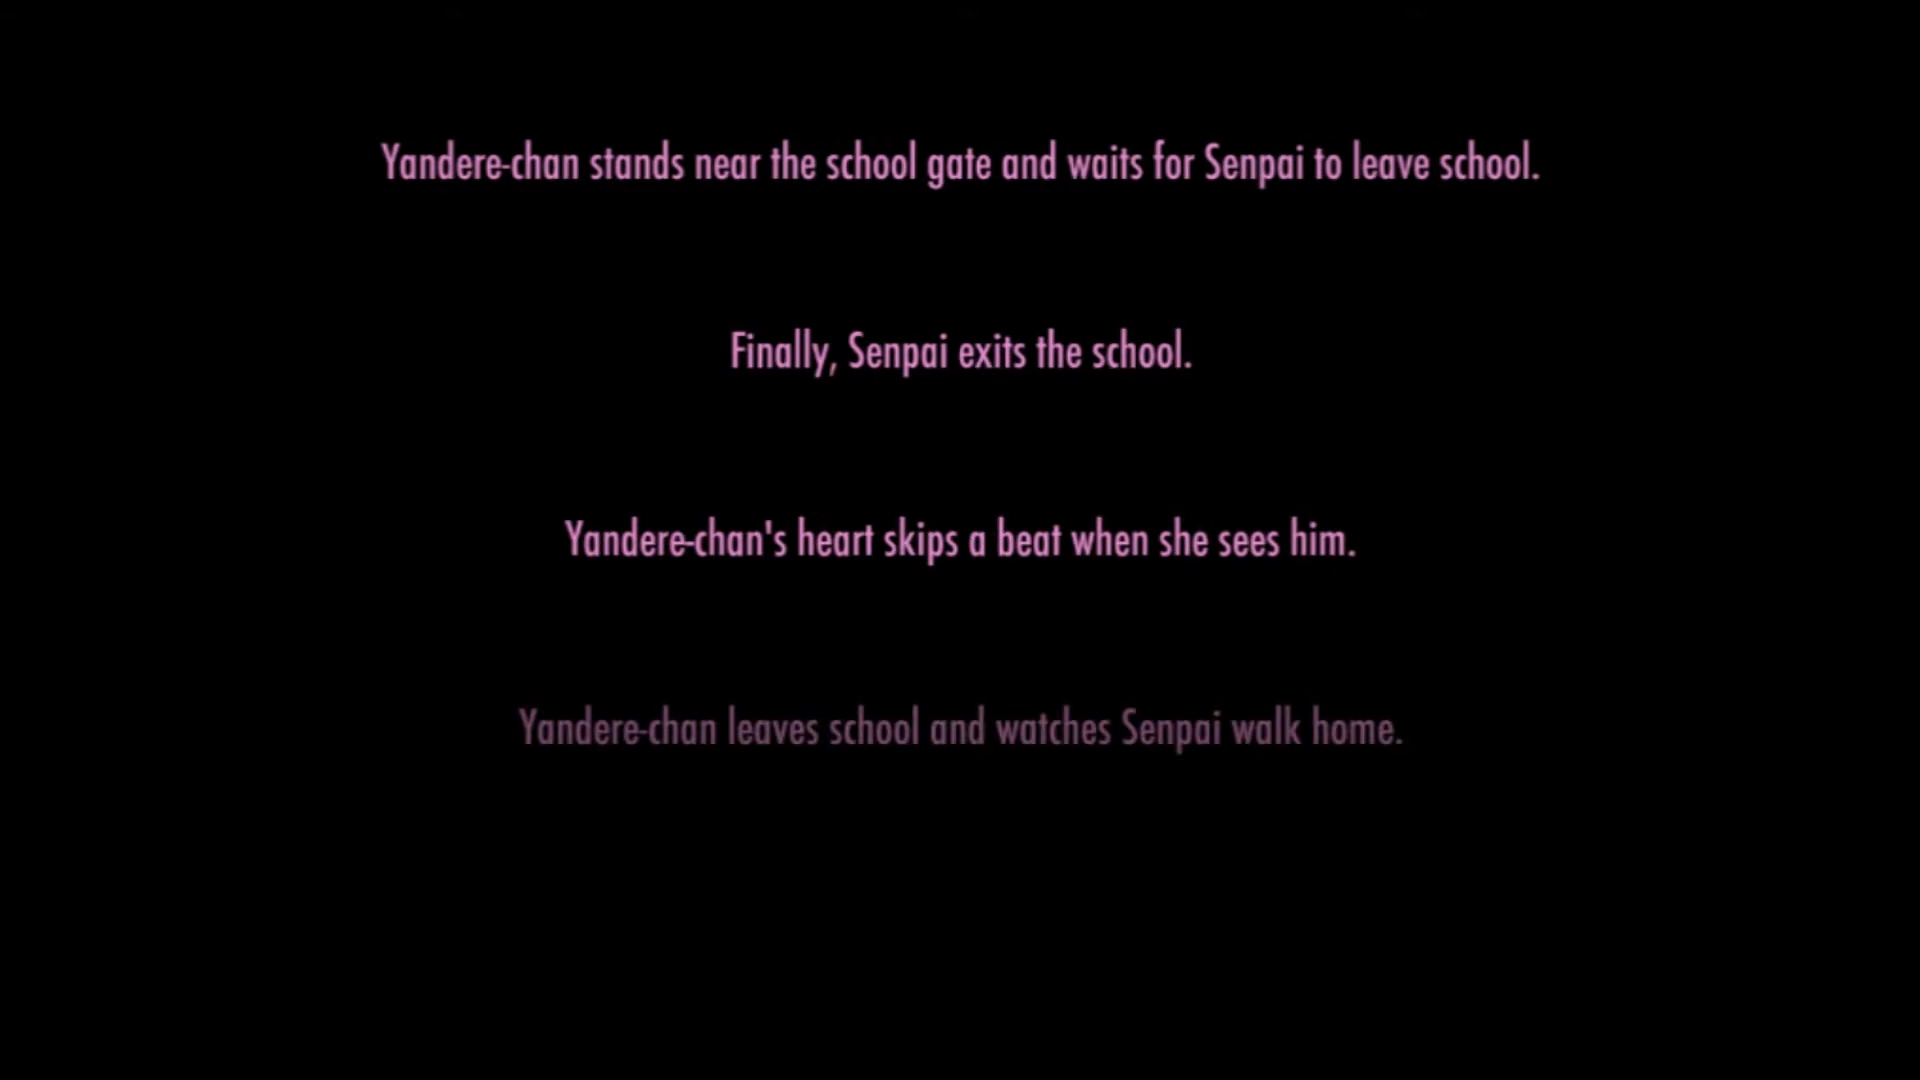 Yandere-chan stands near the school gate and waits for Senpai to leave school.
Finally, Senpai exits the school.
Yandere-chan's heart skips a beat when she sees him.
Yandere-chan leaves school and watches Senpai walk home.